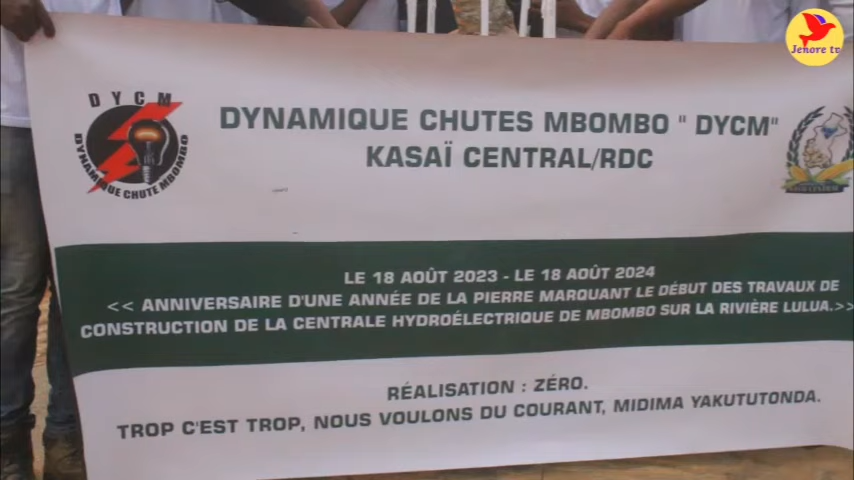 Jenore tv
DYCM
DYNAMIQUE CHUTE MBOMBO
DYNAMIQUE CHUTES MBOMBO " DYCM"
KASAÏ CENTRAL/RDC
LE 18 AOÛT 2023 - LE 18 AOÛT 2024
<< ANNIVERSAIRE D'UNE ANNÉE DE LA PIERRE MARQUANT LE DÉBUT DES TRAVAUX DE
CONSTRUCTION DE LA CENTRALE HYDROÉLECTRIQUE DE MBOMBO SUR LA RIVIÈRE LULUA.>>
RÉALISATION : ZÉRO.
TROP C'EST TROP, NOUS VOULONS DU COURANT, MIDIMA YAKUTUTONDA.